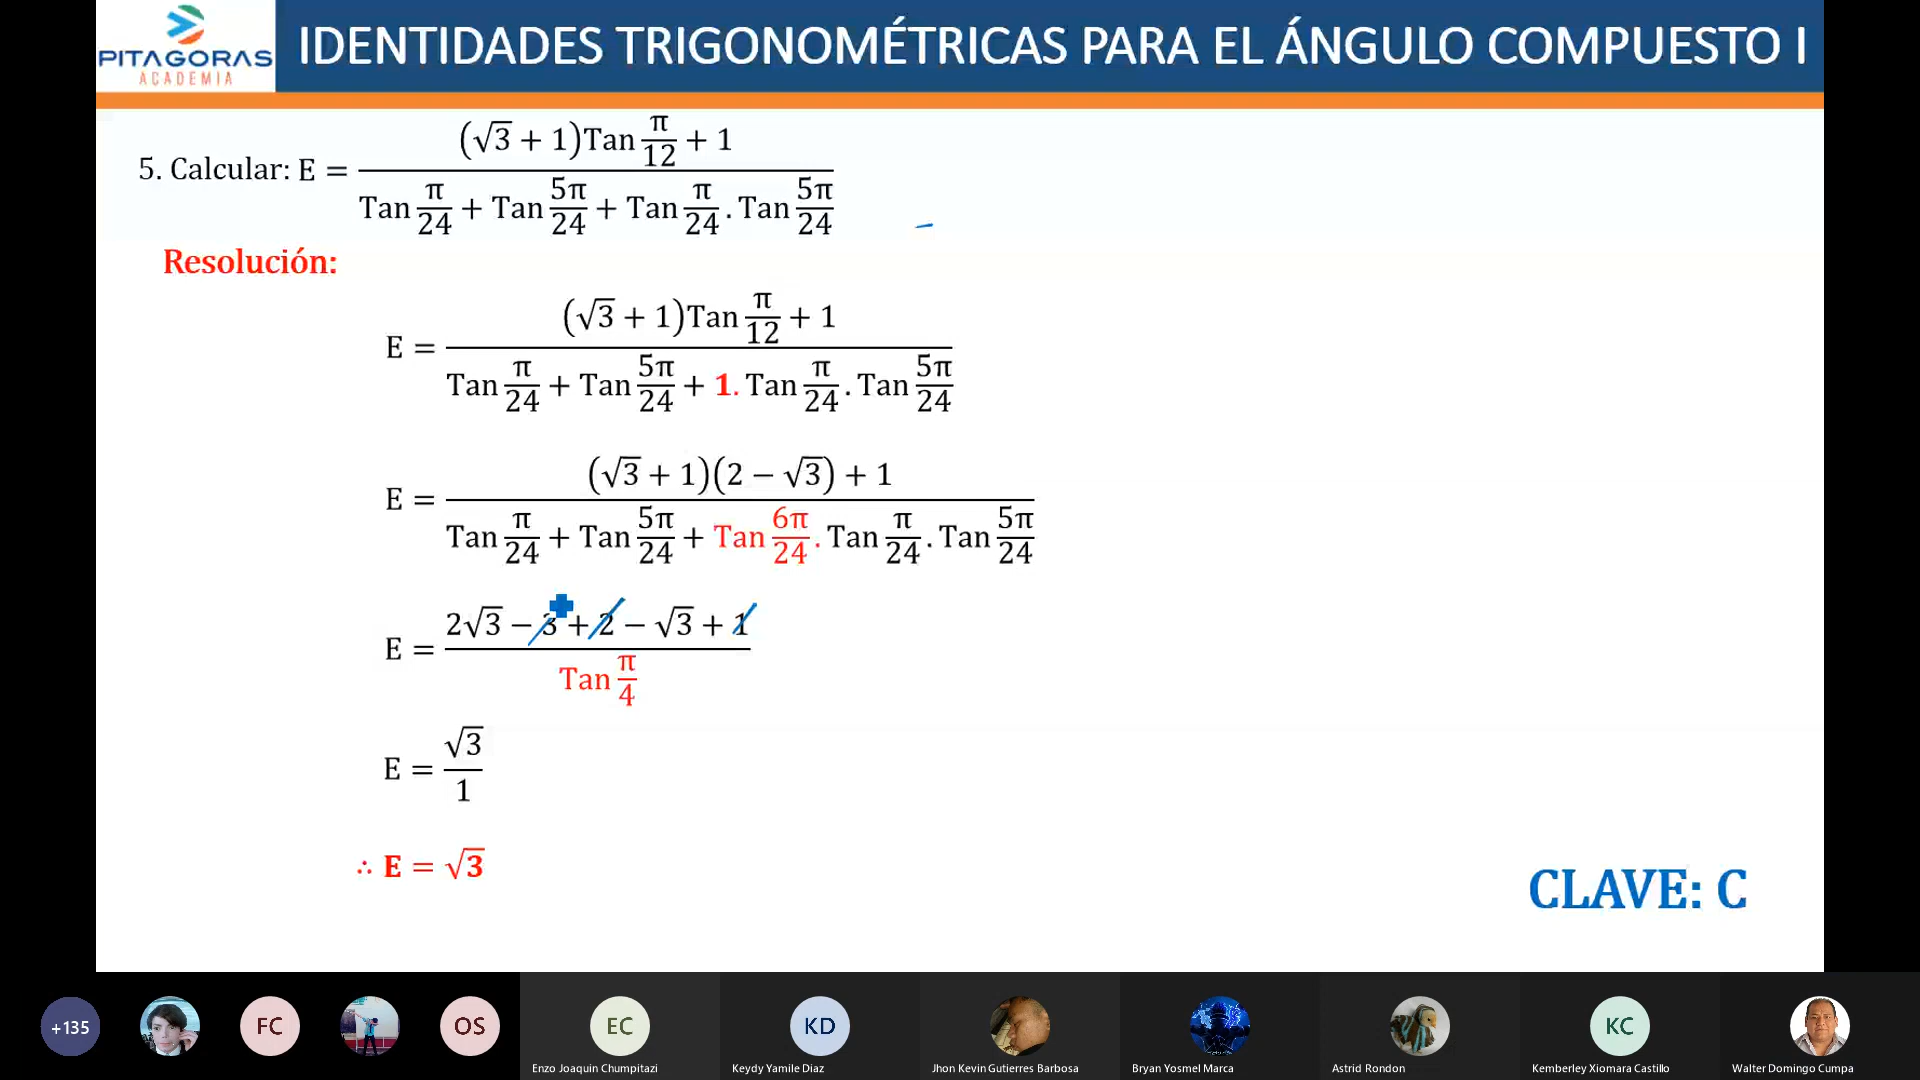 PITAGORAS
ACADEMIA
IDENTIDADES TRIGONOMÉTRICAS PARA EL ÁNGULO COMPUESTO I
5. Calcular: E = ((√3 + 1)Tan π/12 + 1) / (Tan π/24 + Tan 5π/24 + Tan π/24 . Tan 5π/24)
Resolución:
E = ((√3 + 1)Tan π/12 + 1) / (Tan π/24 + Tan 5π/24 + 1. Tan π/24 . Tan 5π/24)
E = ((√3 + 1)(2 − √3) + 1) / (Tan π/24 + Tan 5π/24 + Tan 6π/24 . Tan π/24 . Tan 5π/24)
E = (2√3 − 3 + 2 − √3 + 1) / (Tan π/4)
E = √3/1
∴ E = √3
CLAVE: C
+135
FC
OS
EC
KD
KC
Enzo Joaquin Chumpitazi
Keydy Yamile Diaz
Jhon Kevin Gutierres Barbosa
Bryan Yosmel Marca
Astrid Rondon
Kemberley Xiomara Castillo
Walter Domingo Cumpa